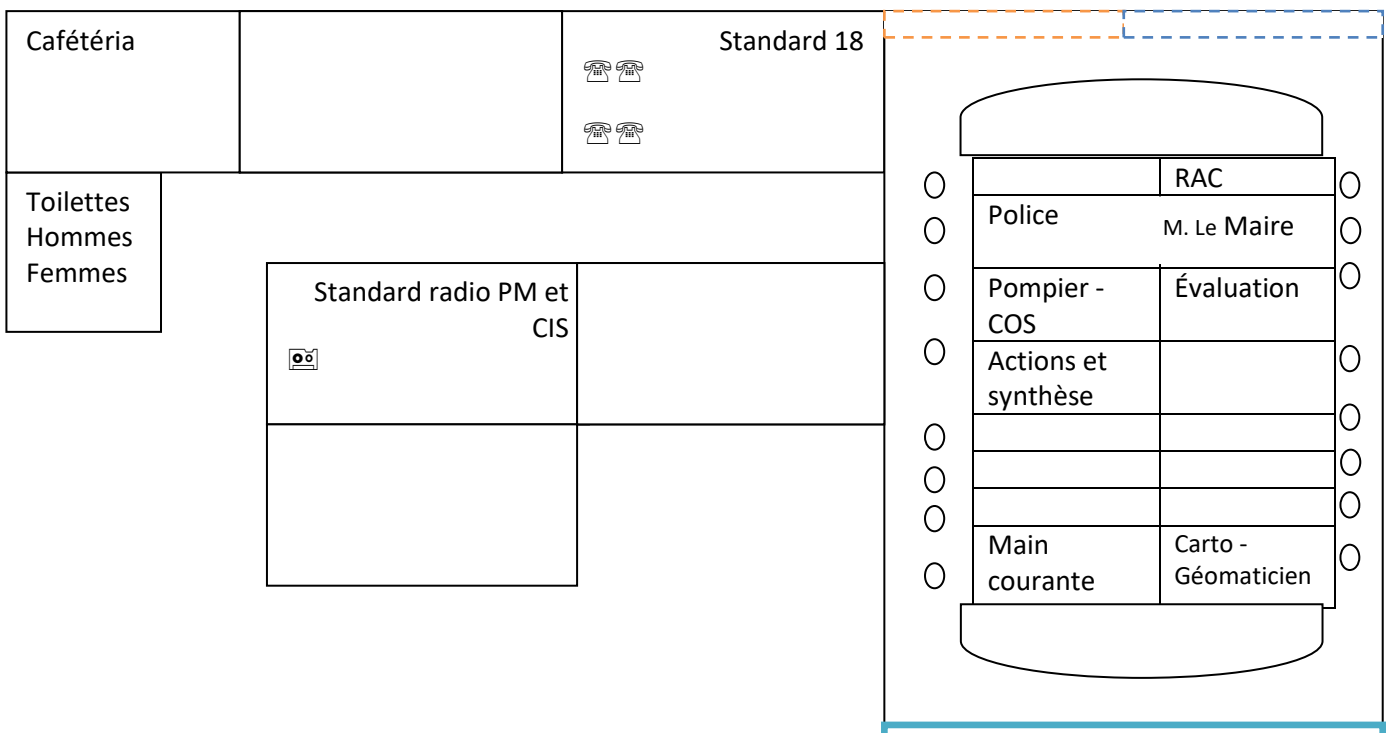 Cafétéria
Standard 18
Toilettes
Hommes
Femmes
Standard radio PM et
CIS
RAC
Police
M. Le Maire
Pompier -
COS
Évaluation
Actions et
synthèse
Main
courante
Carto -
Géomaticien